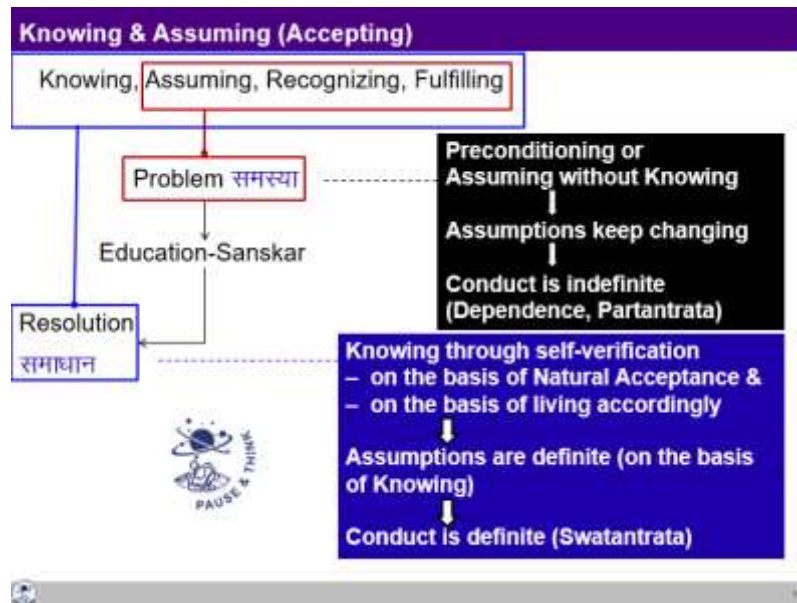 Knowing & Assuming (Accepting)
Knowing, Assuming, Recognizing, Fulfilling
Problem समस्या
Education-Sanskar
Resolution
समाधान
Preconditioning or
Assuming without Knowing
Assumptions keep changing
Conduct is indefinite
(Dependence, Partantrata)
Knowing through self-verification
– on the basis of Natural Acceptance &
– on the basis of living accordingly
Assumptions are definite (on the basis
of Knowing)
Conduct is definite (Swatantrata)
PAUSE & THINK